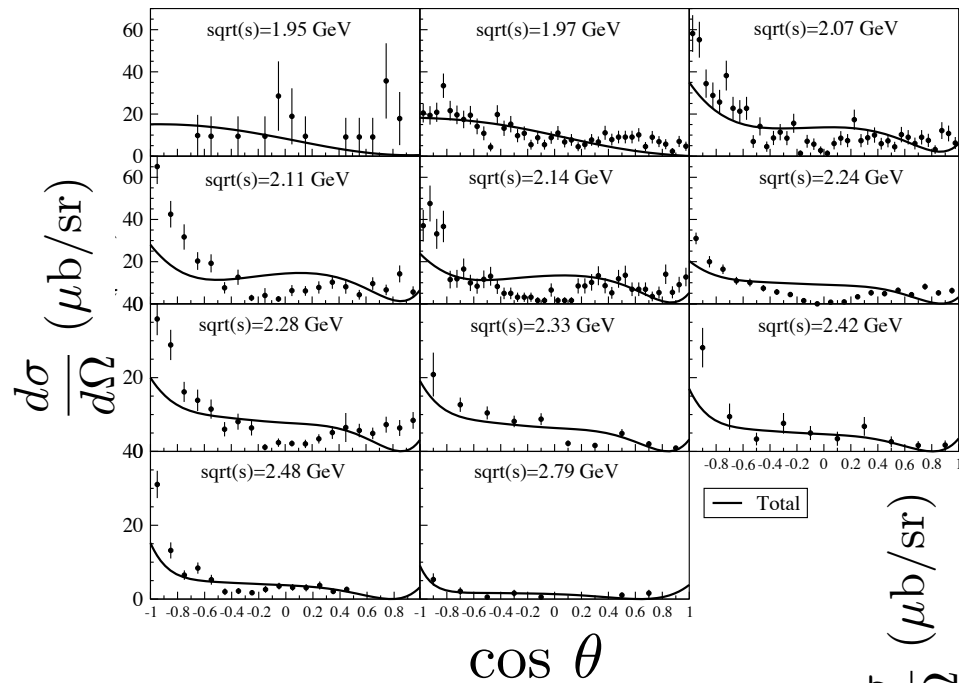 sqrt(s)=1.95 GeV
sqrt(s)=1.97 GeV
sqrt(s)=2.07 GeV
60
40
20
0
sqrt(s)=2.11 GeV
sqrt(s)=2.14 GeV
sqrt(s)=2.24 GeV
60
40
20
40
sqrt(s)=2.28 GeV
sqrt(s)=2.33 GeV
sqrt(s)=2.42 GeV
20
40
-0.8 -0.6 -0.4 -0.2 0 0.2 0.4 0.6 0.8 1
sqrt(s)=2.48 GeV
sqrt(s)=2.79 GeV
Total
20
0
-1 -0.8 -0.6 -0.4 -0.2 0 0.2 0.4 0.6 0.8 -1 -0.8 -0.6 -0.4 -0.2 0 0.2 0.4 0.6 0.8 1
dσ/dΩ (μb/sr)
cos θ
(μb/sr)